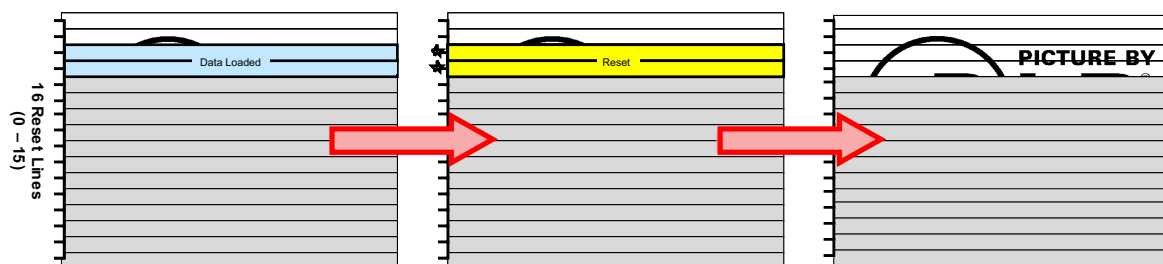 16 Reset Lines
(0 – 15)
Data Loaded
Reset
PICTURE BY
®